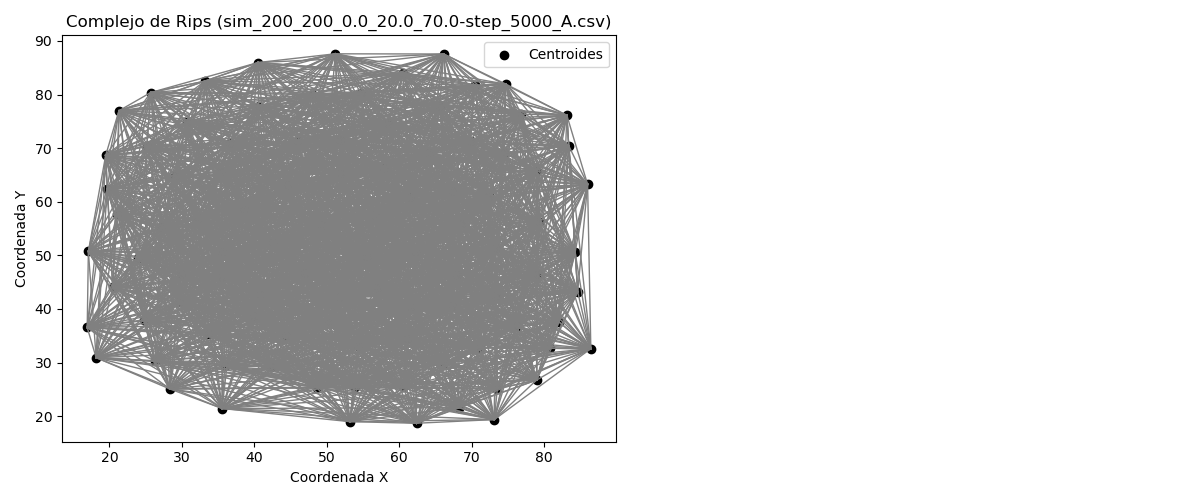 Complejo de Rips (sim_200_200_0.0_20.0_70.0-step_5000_A.csv)
Centroides
Coordenada Y
90
80
70
60
50
40
30
20
20 30 40 50 60 70 80
Coordenada X